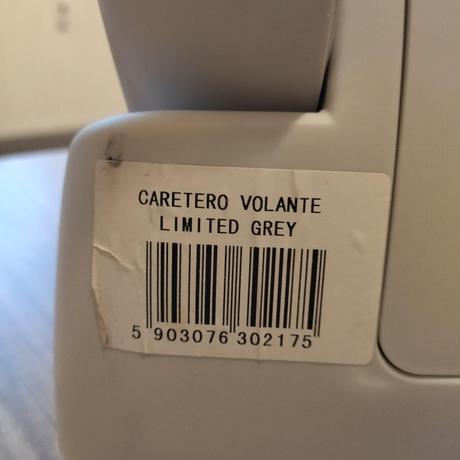 CARETERO VOLANTE
LIMITED GREY
5 903076 302175